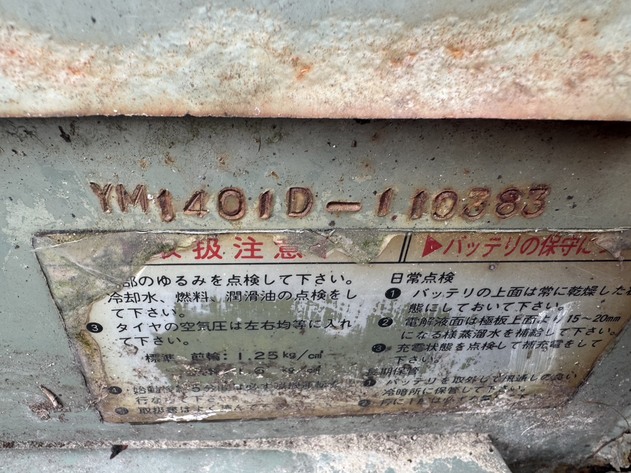 YM1401D-110383
取扱注意
▶バッテリの保守に
部のゆるみを点検して下さい。
冷却水、燃料、潤滑油の点検をし
て下さい。
❸ タイヤの空気圧は左右均等に入れ
て下さい。
標準 前輪:1.25kg/cm²
日常点検
❶ バッテリの上面は常に乾燥した
態にしておいて下さい。
❷ 電解液面は極板上面より15~20mm
になる様蒸溜水を補給して下さい。
❸ 充電状態を点検して補充電をして
下さい。
長期保管
バッテリを取外して
冷暗所に保管して下さい。